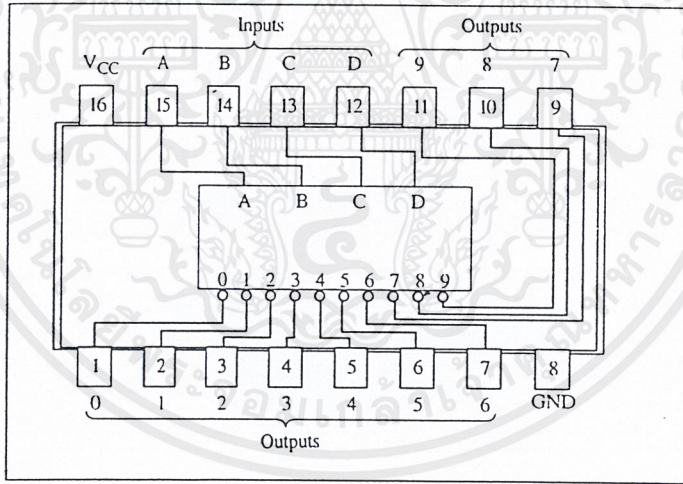 Inputs Outputs
VCC A B C D 9 8 7
16 15 14 13 12 11 10 9
A B C D
0 1 2 3 4 5 6 7 8 9
1 2 3 4 5 6 7 8
0 1 2 3 4 5 6 GND
Outputs